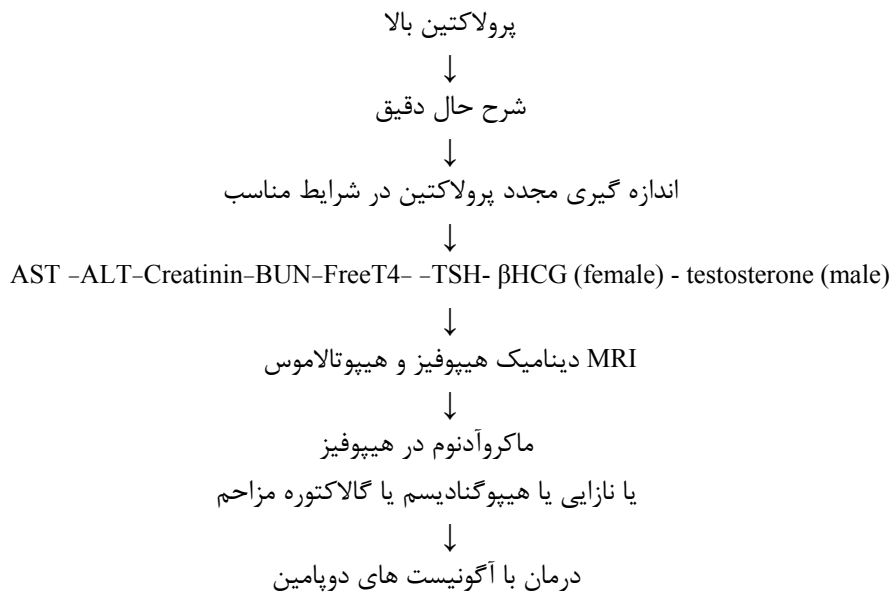 پرولاکتین بالا
↓
شرح حال دقیق
↓
اندازه گیری مجدد پرولاکتین در شرایط مناسب
↓
AST –ALT–Creatinin–BUN–FreeT4– –TSH- βHCG (female) - testosterone (male)
↓
MRI دینامیک هیپوفیز و هیپوتالاموس
↓
ماکروآدنوم در هیپوفیز
یا نازایی یا هیپوگنادیسم یا گالاکتوره مزاحم
↓
درمان با آگونیست های دوپامین